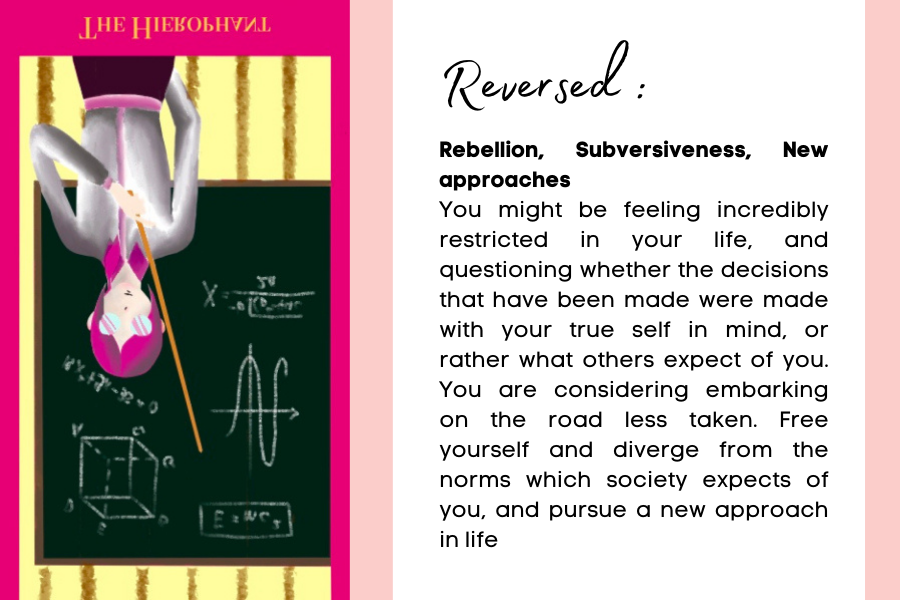 THE HIEROPHANT
Reversed :
Rebellion, Subversiveness, New
approaches
You might be feeling incredibly
restricted in your life, and
questioning whether the decisions
that have been made were made
with your true self in mind, or
rather what others expect of you.
You are considering embarking
on the road less taken. Free
yourself and diverge from the
norms which society expects of
you, and pursue a new approach
in life